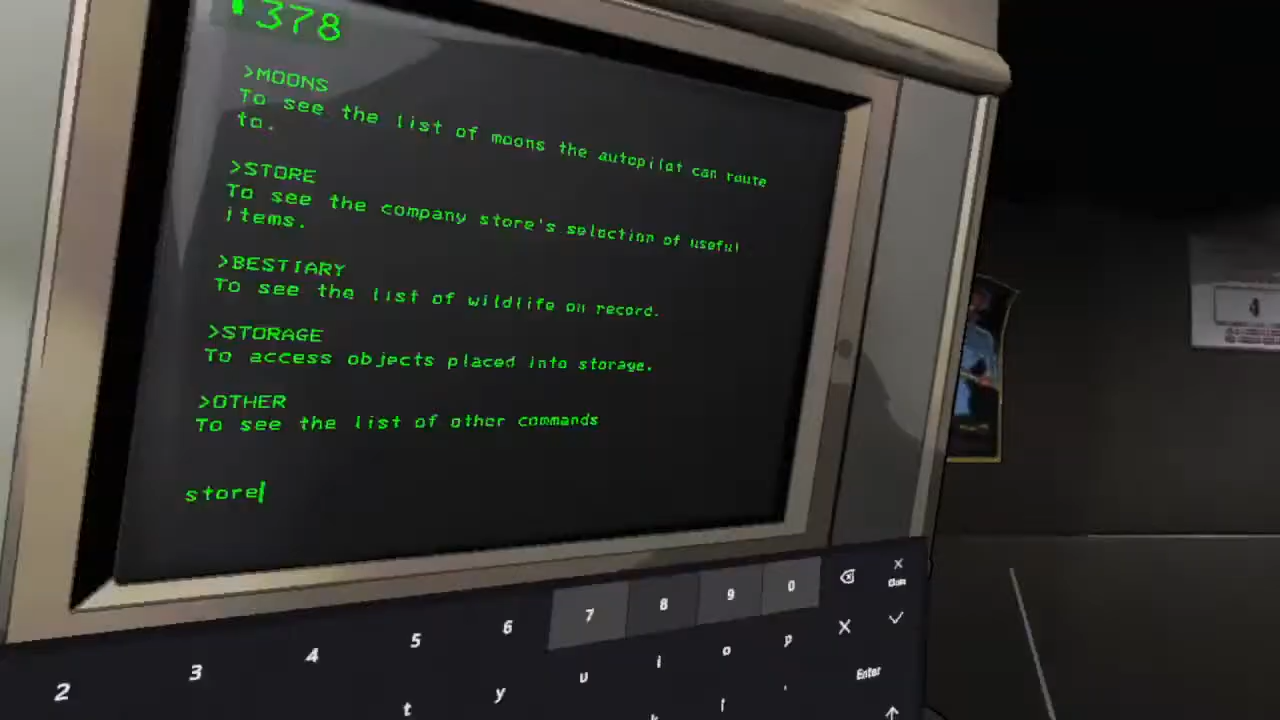 378
>MOONS
To see the list of moons the autopilot can route
to.
>STORE
To see the company store's selection of useful
items.
>BESTIARY
To see the list of wildlife on record.
>STORAGE
To access objects placed into storage.
>OTHER
To see the list of other commands
store
2 3 4 5 6 7 8 9 0
t y u i o p
Enter